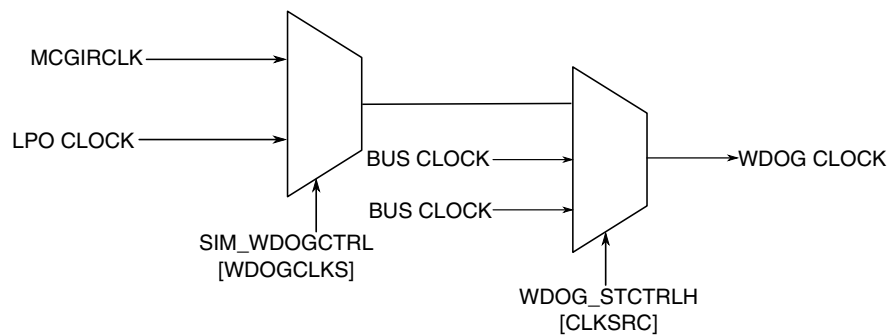 MCGIRCLK
LPO CLOCK
BUS CLOCK
WDOG CLOCK
BUS CLOCK
SIM_WDOGCTRL
[WDOGCLKS]
WDOG_STCTRLH
[CLKSRC]